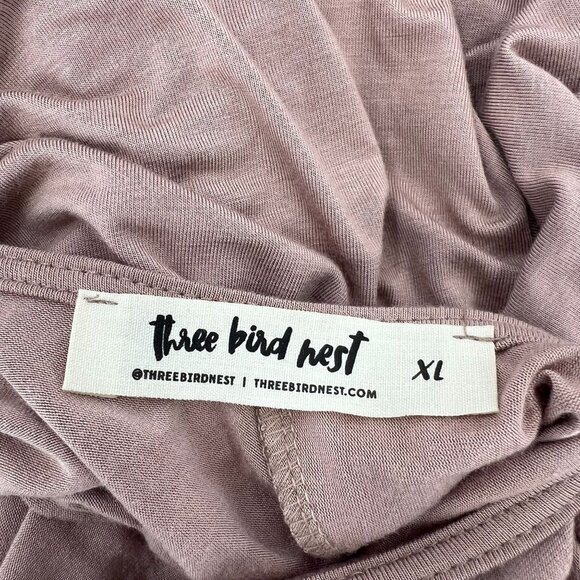 three bird nest
XL
@THREEBIRDNEST | THREEBIRDNEST.COM